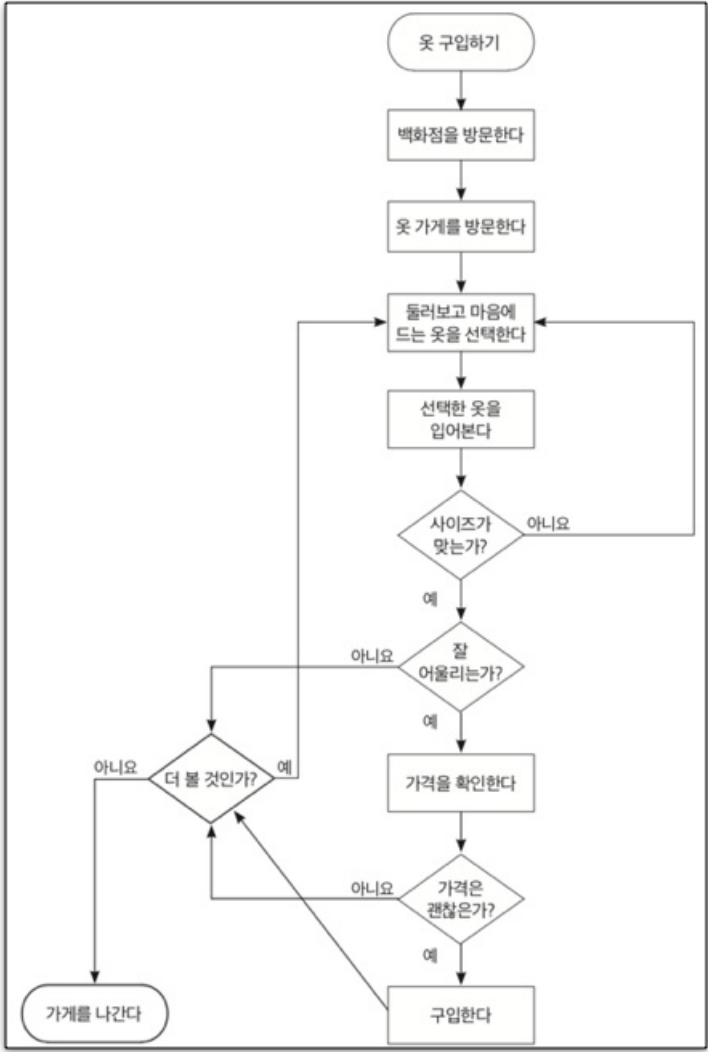 옷 구입하기
백화점을 방문한다
옷 가게를 방문한다
둘러보고 마음에
드는 옷을 선택한다
선택한 옷을
입어본다
사이즈가
맞는가?
아니요
예
잘
어울리는가?
아니요
예
더 볼 것인가?
아니요
예
가격을 확인한다
가격은
괜찮은가?
아니요
예
가게를 나간다
구입한다